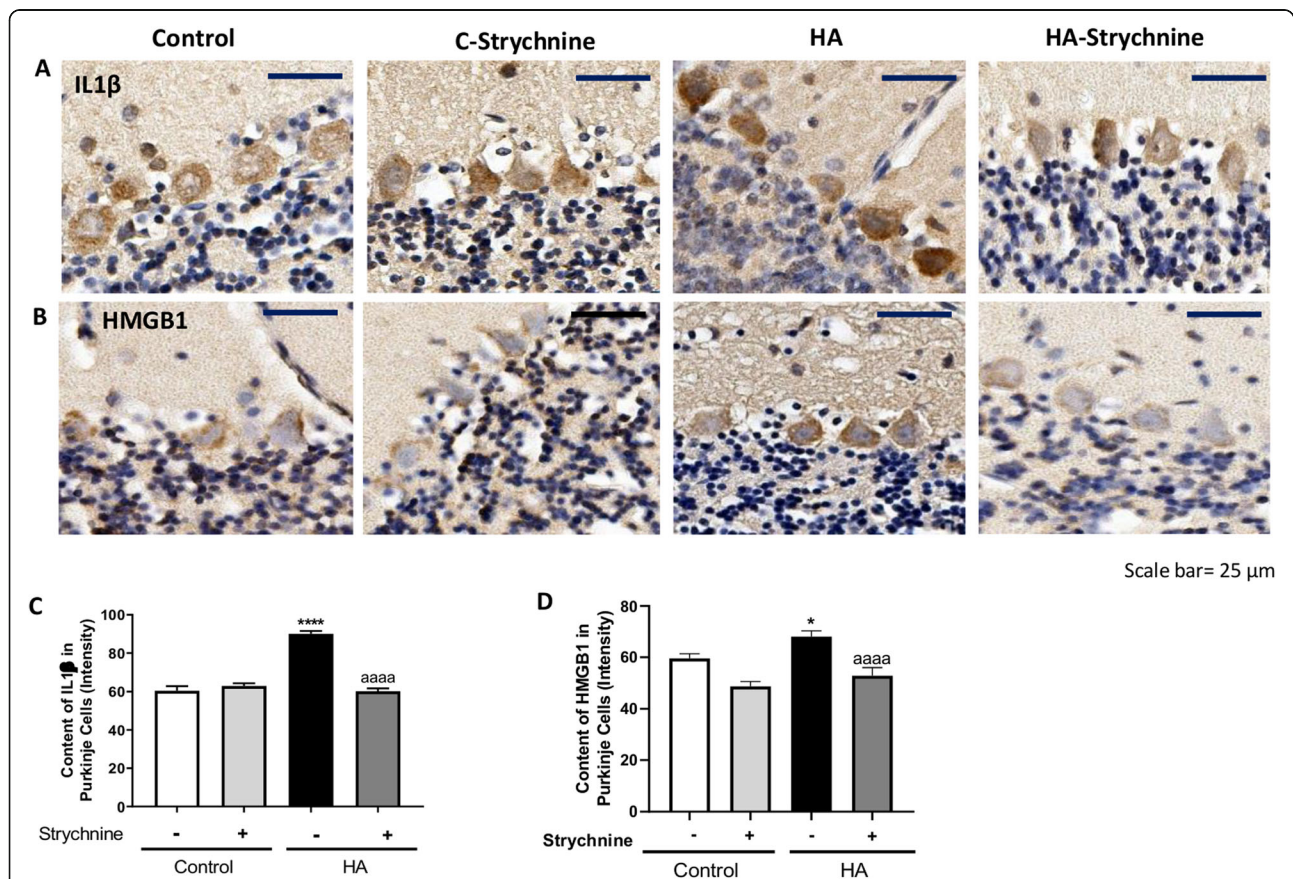 Control C-Strychnine HA HA-Strychnine
A IL1β
B HMGB1
Scale bar= 25 μm
C
Content of IL1β in
Purkinje Cells (Intensity)
100
80
60
40
20
0
****
aaaa
Strychnine - + - +
Control HA
D
Content of HMGB1 in
Purkinje Cells (Intensity)
80
60
40
20
0
*
aaaa
Strychnine - + - +
Control HA